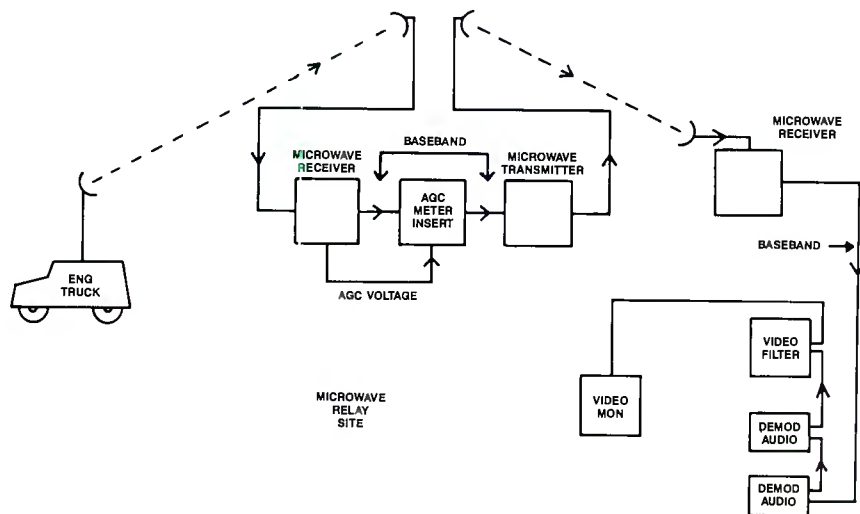 MICROWAVE
RECEIVER
BASEBAND
MICROWAVE
TRANSMITTER
AGC
METER
INSERT
AGC VOLTAGE
ENG
TRUCK
MICROWAVE
RELAY
SITE
MICROWAVE
RECEIVER
BASEBAND
VIDEO
FILTER
VIDEO
MON
DEMOD
AUDIO
DEMOD
AUDIO